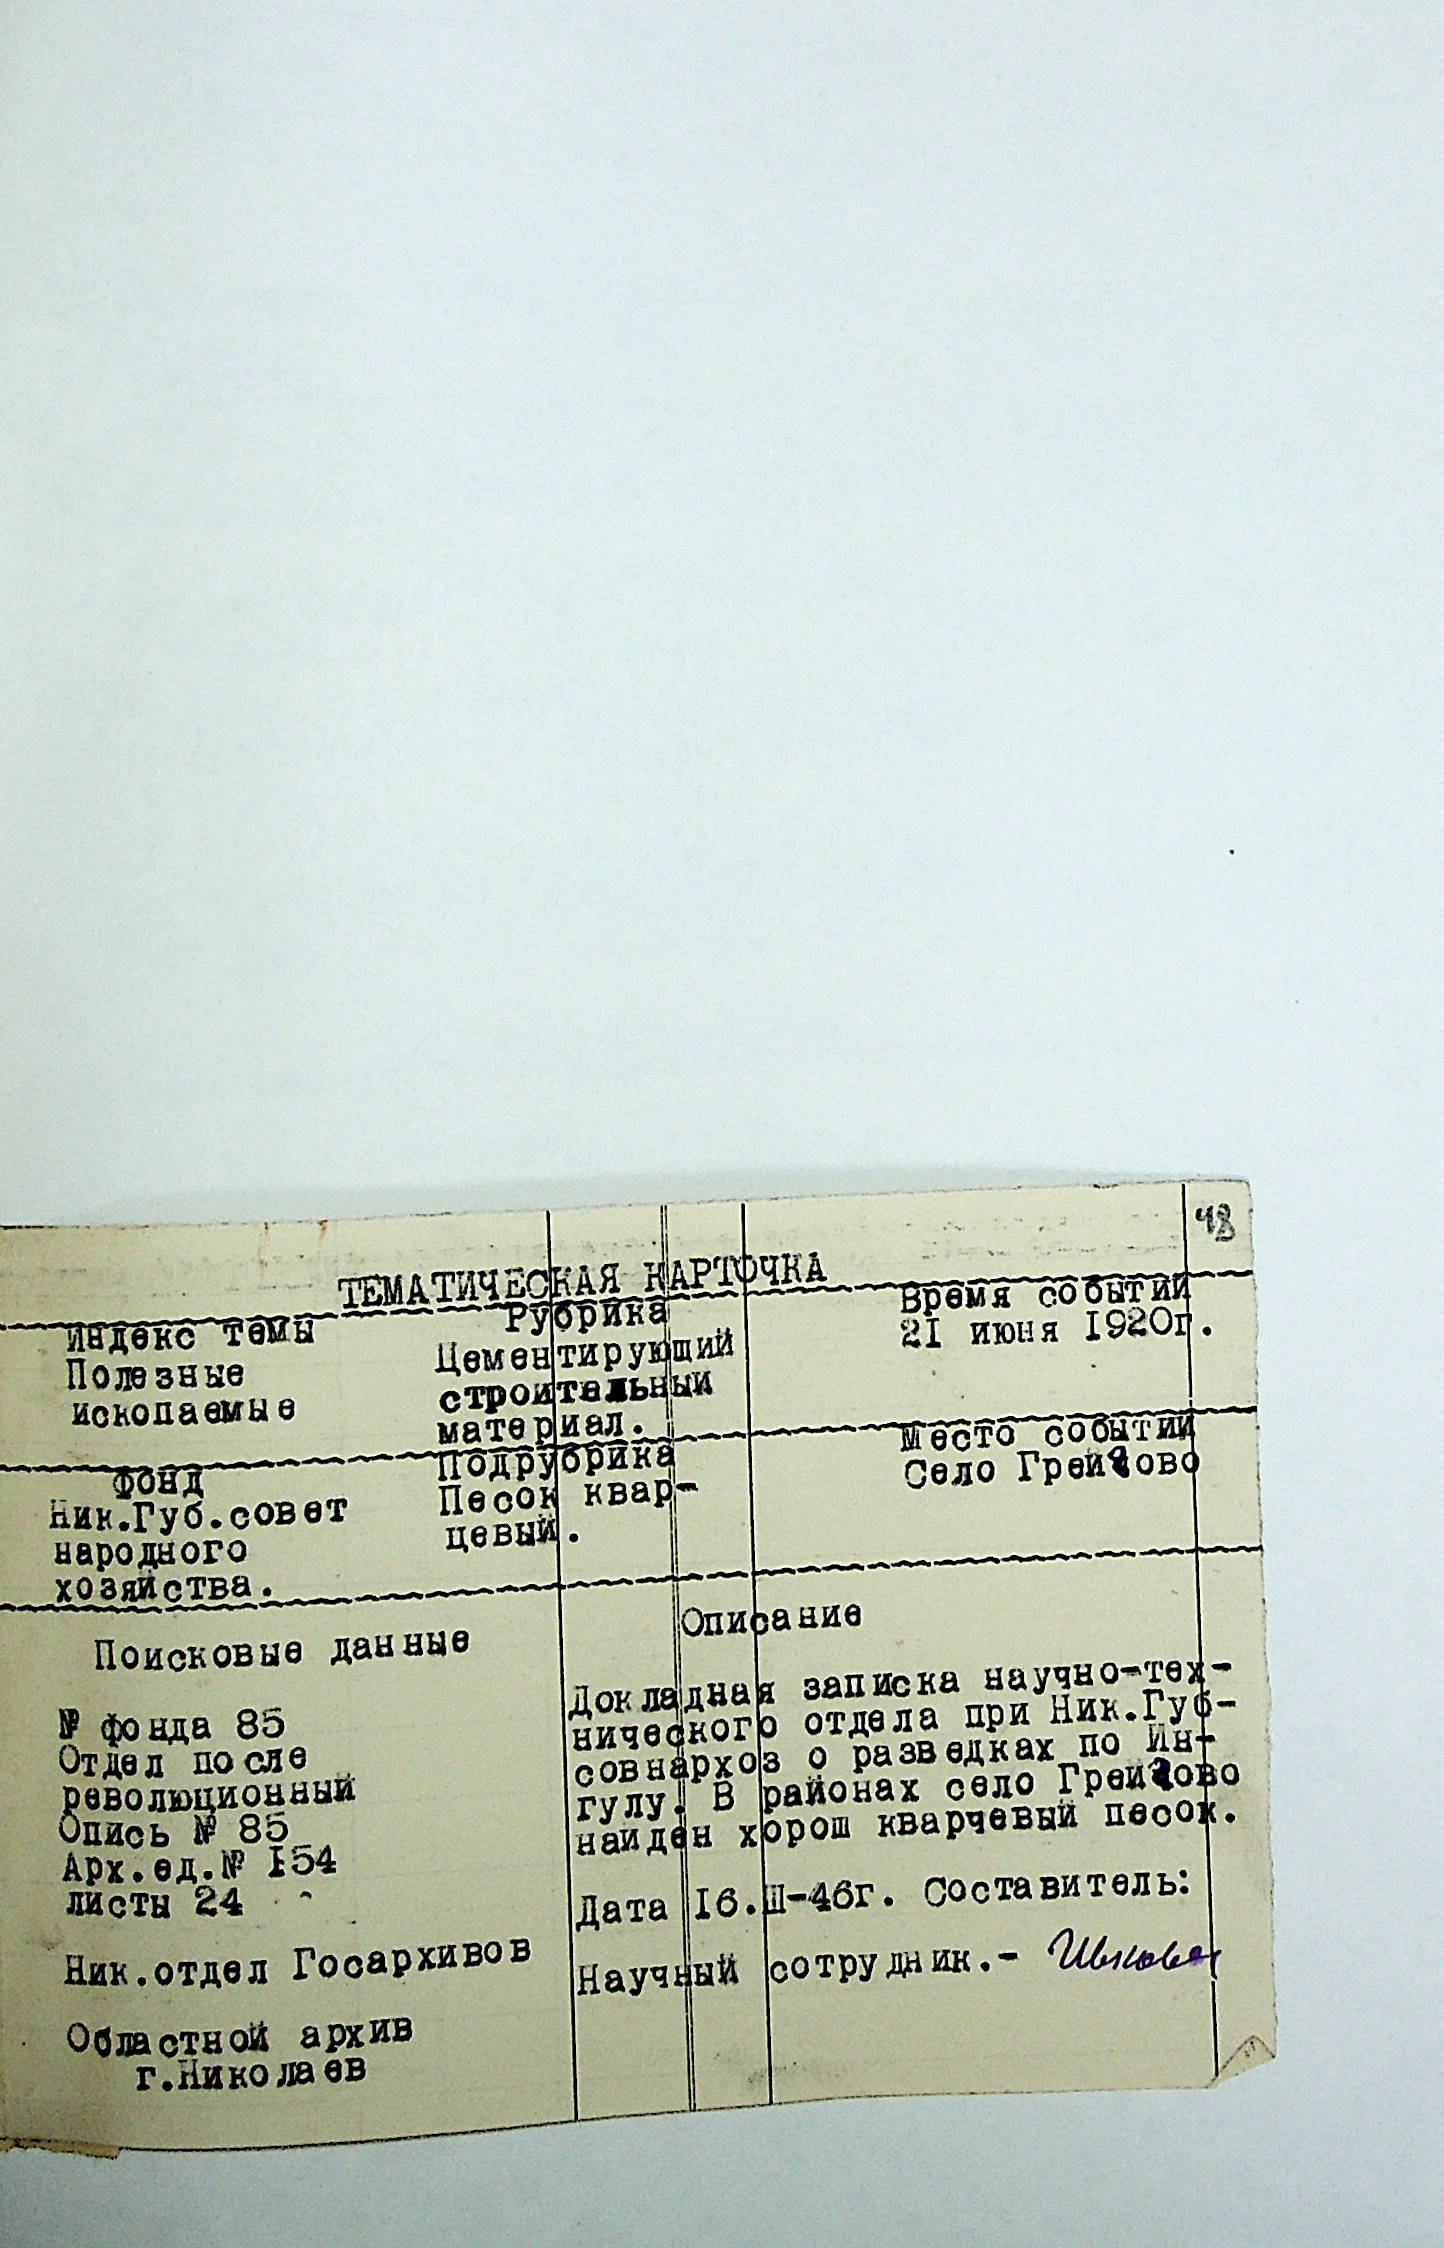 48
ТЕМАТИЧЕСКАЯ КАРТОЧКА
Индекс темы
Полезные
ископаемые
Рубрика
Цементирующий
строительный
материал.
Время событий
21 июня 1920г.
Фонд
Ник.Губ.совет
народного
хозяйства.
Подрубрика
Песок квар-
цевый.
Место событий
Село Грейгово
Поисковые данные
№ фонда 85
Отдел после
революционный
Опись № 85
Арх.ед.№ 154
листы 24
Ник.отдел Госархивов
Областной архив
г.Николаев
Описание
Докладная записка научно-тех-
нического отдела при Ник.Губ-
совнархоз о разведках по Ин-
гулу. В районах село Грейгово
найден хорош кварчевый песок.
Дата 16.Ш-46г. Составитель:
Научный сотрудник.-